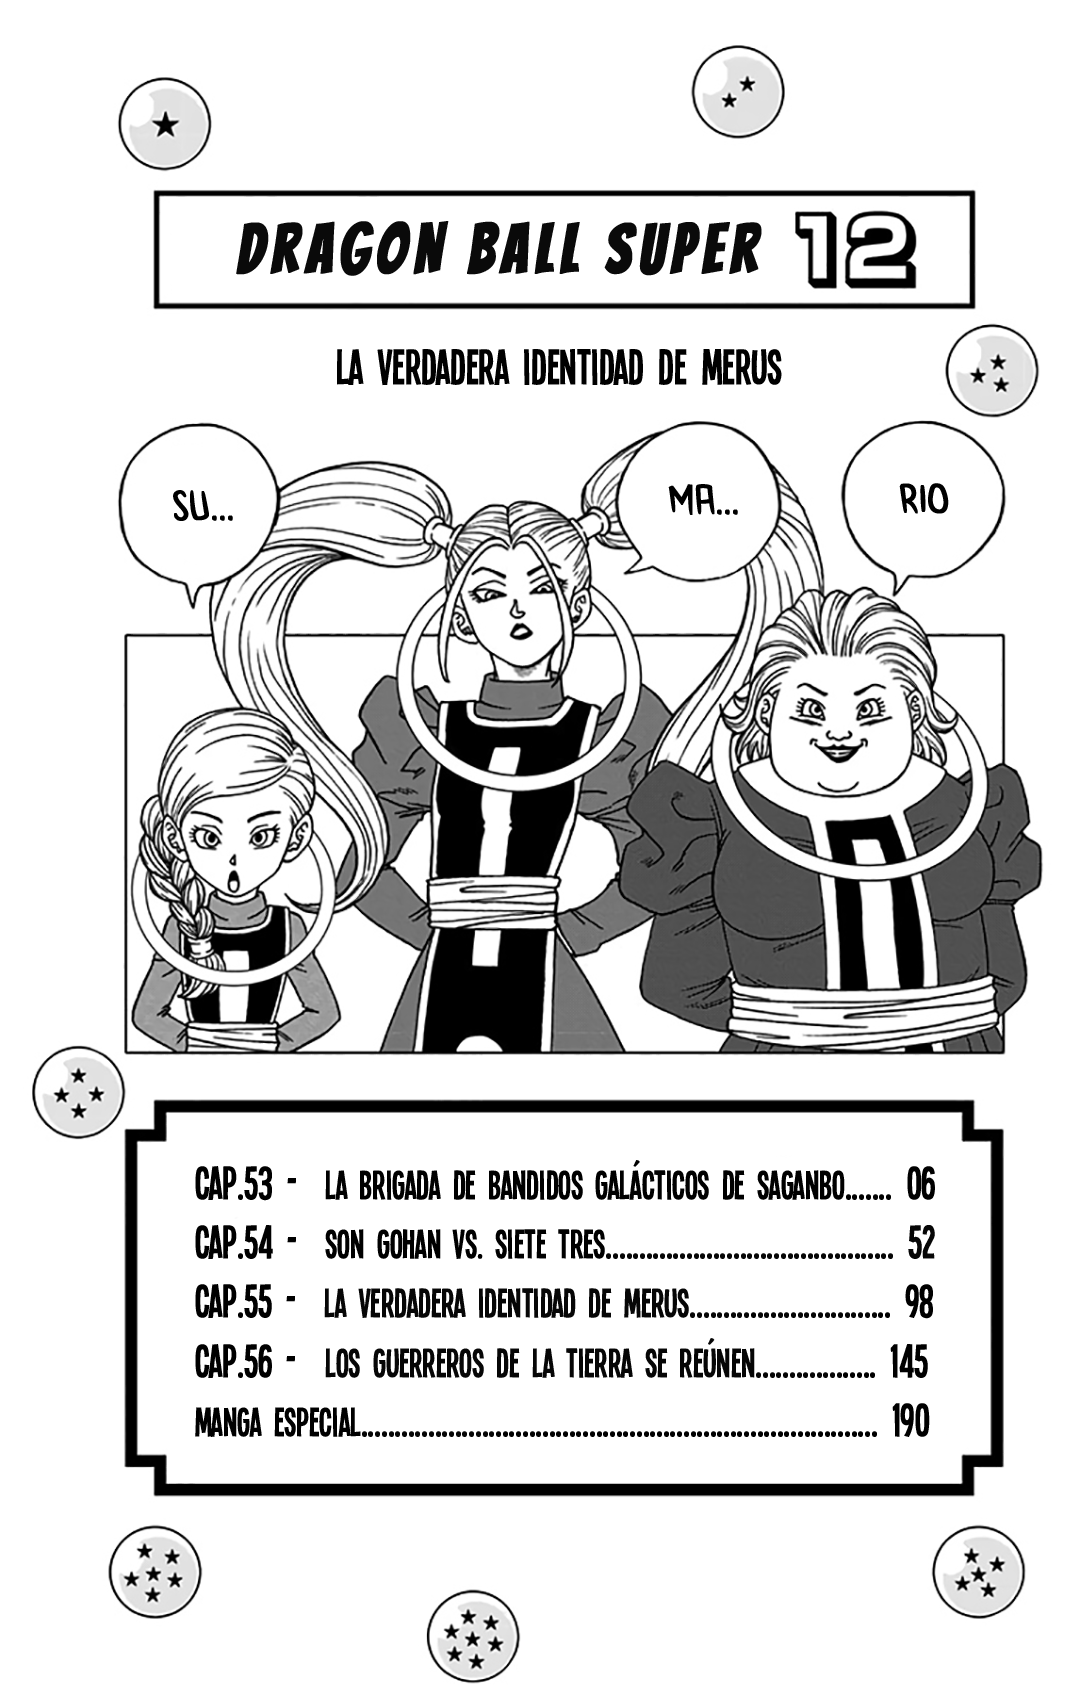 DRAGON BALL SUPER 12
LA VERDADERA IDENTIDAD DE MERUS
SU...
MA...
RIO
CAP.53 - LA BRIGADA DE BANDIDOS GALÁCTICOS DE SAGANBO....... 06
CAP.54 - SON GOHAN VS. SIETE TRES........................................... 52
CAP.55 - LA VERDADERA IDENTIDAD DE MERUS.............................. 98
CAP.56 - LOS GUERREROS DE LA TIERRA SE REÚNEN.................. 145
MANGA ESPECIAL............................................................................. 190